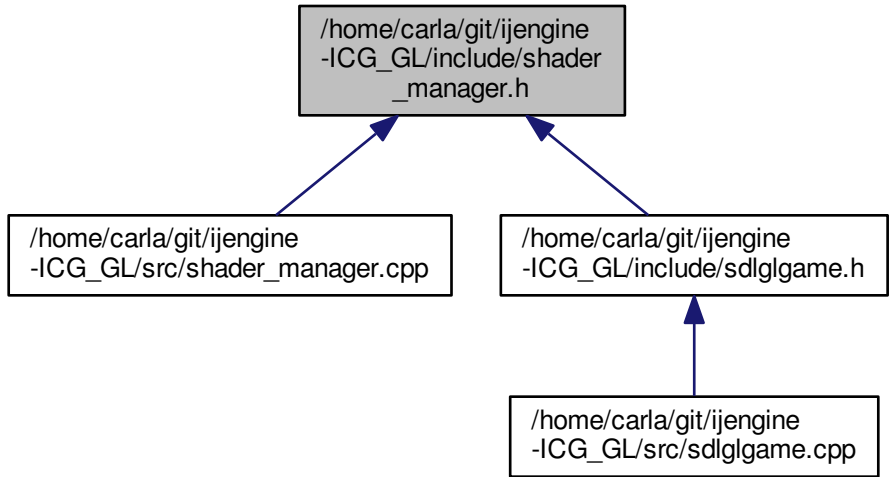 /home/carla/git/ijengine
-ICG_GL/include/shader
_manager.h
/home/carla/git/ijengine
-ICG_GL/src/shader_manager.cpp
/home/carla/git/ijengine
-ICG_GL/include/sdlglgame.h
/home/carla/git/ijengine
-ICG_GL/src/sdlglgame.cpp